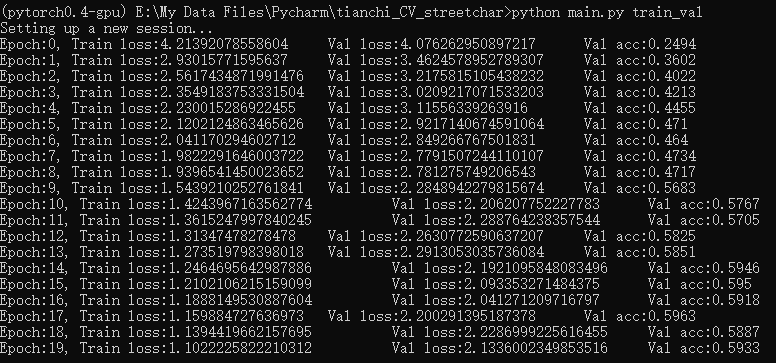 (pytorch0.4-gpu) E:\My Data Files\Pycharm\tianchi_CV_streetchar>python main.py train_val
Setting up a new session...
Epoch:0, Train loss:4.21392078558604 Val loss:4.076262950897217 Val acc:0.2494
Epoch:1, Train loss:2.93015771595637 Val loss:3.4624578952789307 Val acc:0.3602
Epoch:2, Train loss:2.5617434871991476 Val loss:3.2175815105438232 Val acc:0.4022
Epoch:3, Train loss:2.3549183753331504 Val loss:3.0209217071533203 Val acc:0.4213
Epoch:4, Train loss:2.230015286922455 Val loss:3.11556339263916 Val acc:0.4455
Epoch:5, Train loss:2.1202124863465626 Val loss:2.9217140674591064 Val acc:0.471
Epoch:6, Train loss:2.041170294602712 Val loss:2.849266767501831 Val acc:0.464
Epoch:7, Train loss:1.9822291646003722 Val loss:2.7791507244110107 Val acc:0.4734
Epoch:8, Train loss:1.9396541450023652 Val loss:2.781275749206543 Val acc:0.4717
Epoch:9, Train loss:1.5439210252761841 Val loss:2.2848942279815674 Val acc:0.5683
Epoch:10, Train loss:1.4243967163562774 Val loss:2.206207752227783 Val acc:0.5767
Epoch:11, Train loss:1.36152479978​40245 Val loss:2.288764238357544 Val acc:0.5705
Epoch:12, Train loss:1.31347478278478 Val loss:2.2630772590637207 Val acc:0.5825
Epoch:13, Train loss:1.273519798398018 Val loss:2.2913053035736084 Val acc:0.5851
Epoch:14, Train loss:1.2464695642987886 Val loss:2.1921095848083496 Val acc:0.5946
Epoch:15, Train loss:1.2102106215159099 Val loss:2.093353271484375 Val acc:0.595
Epoch:16, Train loss:1.1888149530887604 Val loss:2.041271209716797 Val acc:0.5918
Epoch:17, Train loss:1.159884727636973 Val loss:2.200291395187378 Val acc:0.5963
Epoch:18, Train loss:1.1394419662157695 Val loss:2.2286999225616455 Val acc:0.5887
Epoch:19, Train loss:1.1022225822210312 Val loss:2.1336002349853516 Val acc:0.5933